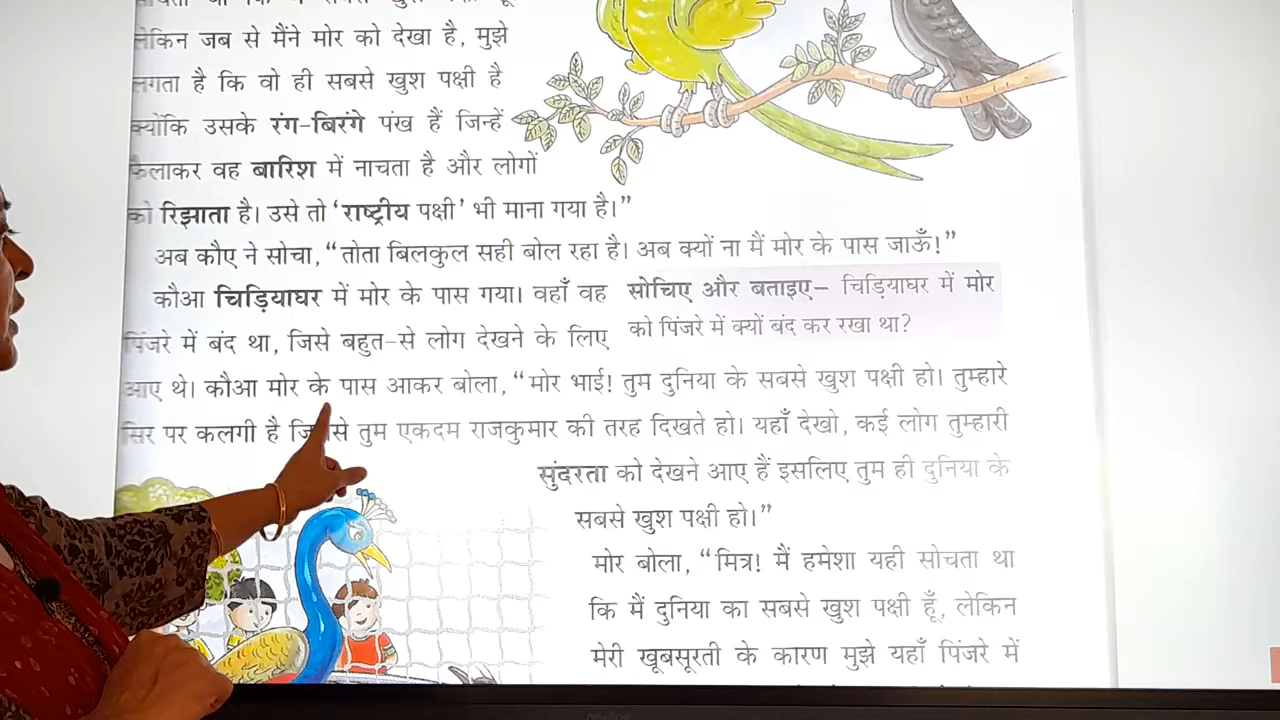 लेकिन जब से मैंने मोर को देखा है, मुझे
लगता है कि वो ही सबसे खुश पक्षी है
क्योंकि उसके रंग-बिरंगे पंख हैं जिन्हें
फैलाकर वह बारिश में नाचता है और लोगों
को रिझाता है। उसे तो ‘राष्ट्रीय पक्षी’ भी माना गया है।”
अब कौए ने सोचा, “तोता बिलकुल सही बोल रहा है। अब क्यों ना मैं मोर के पास जाऊँ!”
कौआ चिड़ियाघर में मोर के पास गया। वहाँ वह
पिंजरे में बंद था, जिसे बहुत-से लोग देखने के लिए
सोचिए और बताइए– चिड़ियाघर में मोर
को पिंजरे में क्यों बंद कर रखा था?
आए थे। कौआ मोर के पास आकर बोला, “मोर भाई! तुम दुनिया के सबसे खुश पक्षी हो। तुम्हारे
सिर पर कलगी है जिससे तुम एकदम राजकुमार की तरह दिखते हो। यहाँ देखो, कई लोग तुम्हारी
सुंदरता को देखने आए हैं इसलिए तुम ही दुनिया के
सबसे खुश पक्षी हो।”
मोर बोला, “मित्र! मैं हमेशा यही सोचता था
कि मैं दुनिया का सबसे खुश पक्षी हूँ, लेकिन
मेरी खूबसूरती के कारण मुझे यहाँ पिंजरे में